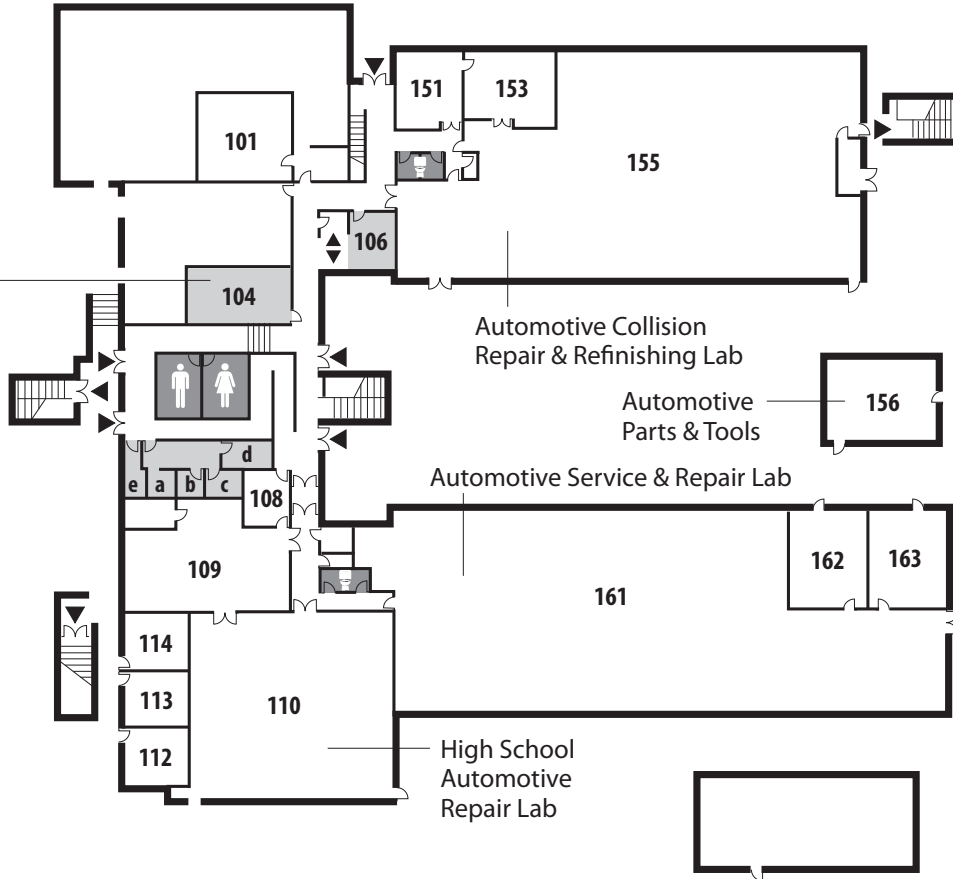 151
153
101
155
106
104
Automotive Collision
Repair & Refinishing Lab
Automotive
Parts & Tools
156
d
Automotive Service & Repair Lab
e
a
b
c
108
109
161
162
163
114
113
110
112
High School
Automotive
Repair Lab